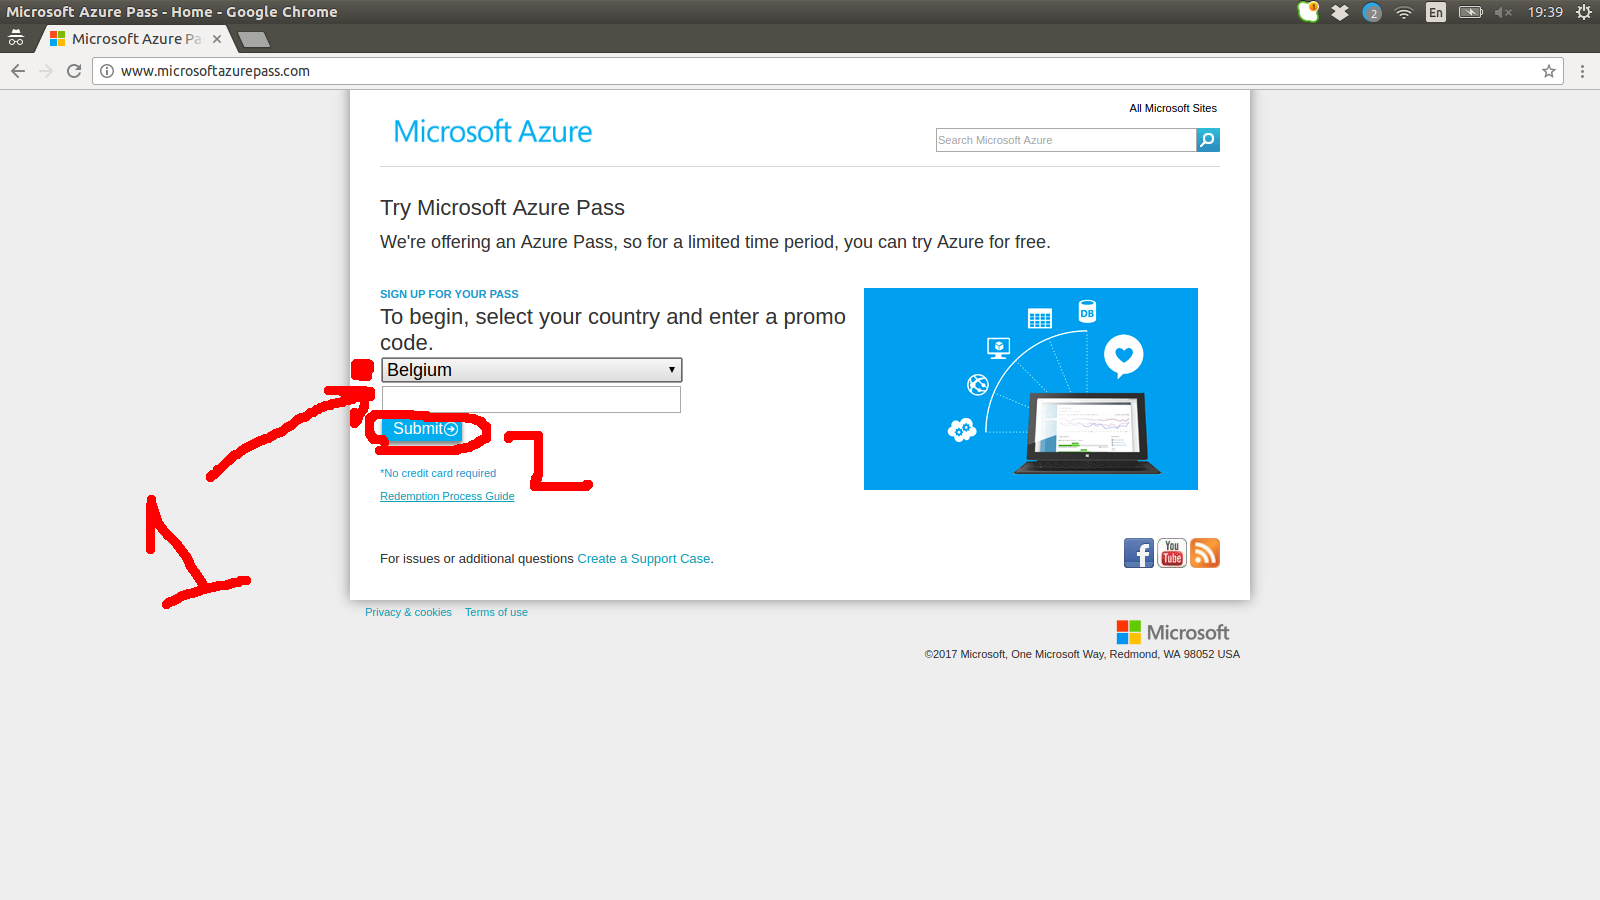 Microsoft Azure Pass - Home - Google Chrome
2
En
19:39
Microsoft Azure Pa
www.microsoftazurepass.com
All Microsoft Sites
Microsoft Azure
Search Microsoft Azure
Try Microsoft Azure Pass
We're offering an Azure Pass, so for a limited time period, you can try Azure for free.
SIGN UP FOR YOUR PASS
To begin, select your country and enter a promo
code.
Belgium
Submit
*No credit card required
Redemption Process Guide
DB
1
For issues or additional questions Create a Support Case.
You
Tube
Privacy & cookies Terms of use
Microsoft
©2017 Microsoft, One Microsoft Way, Redmond, WA 98052 USA